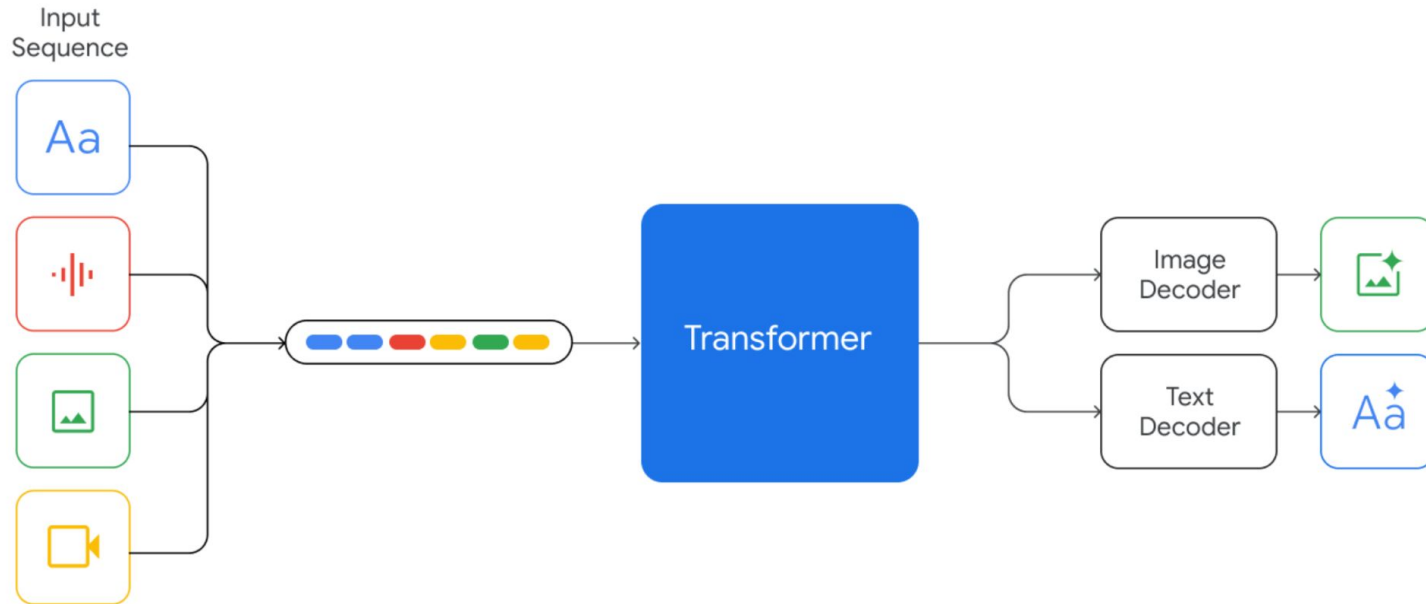 Input
Sequence
Aa
Transformer
Image
Decoder
Text
Decoder
Aa